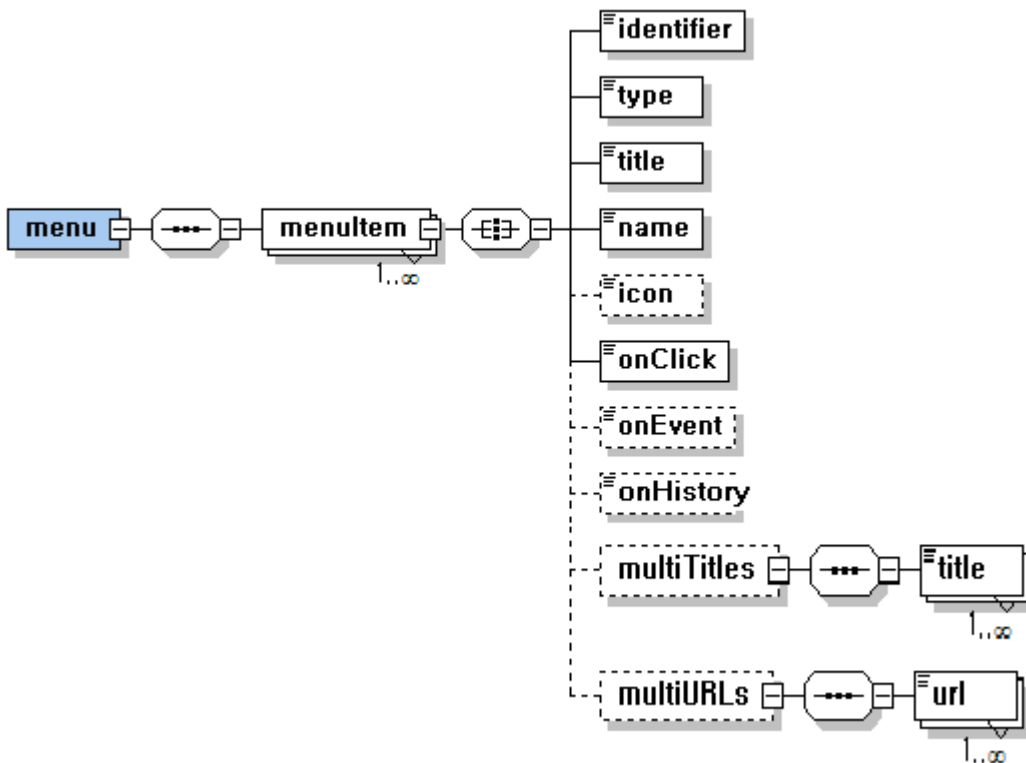 identifier
type
title
menu
menuItem
name
1..∞
icon
onClick
onEvent
onHistory
multiTitles
title
1..∞
multiURLs
url
1..∞